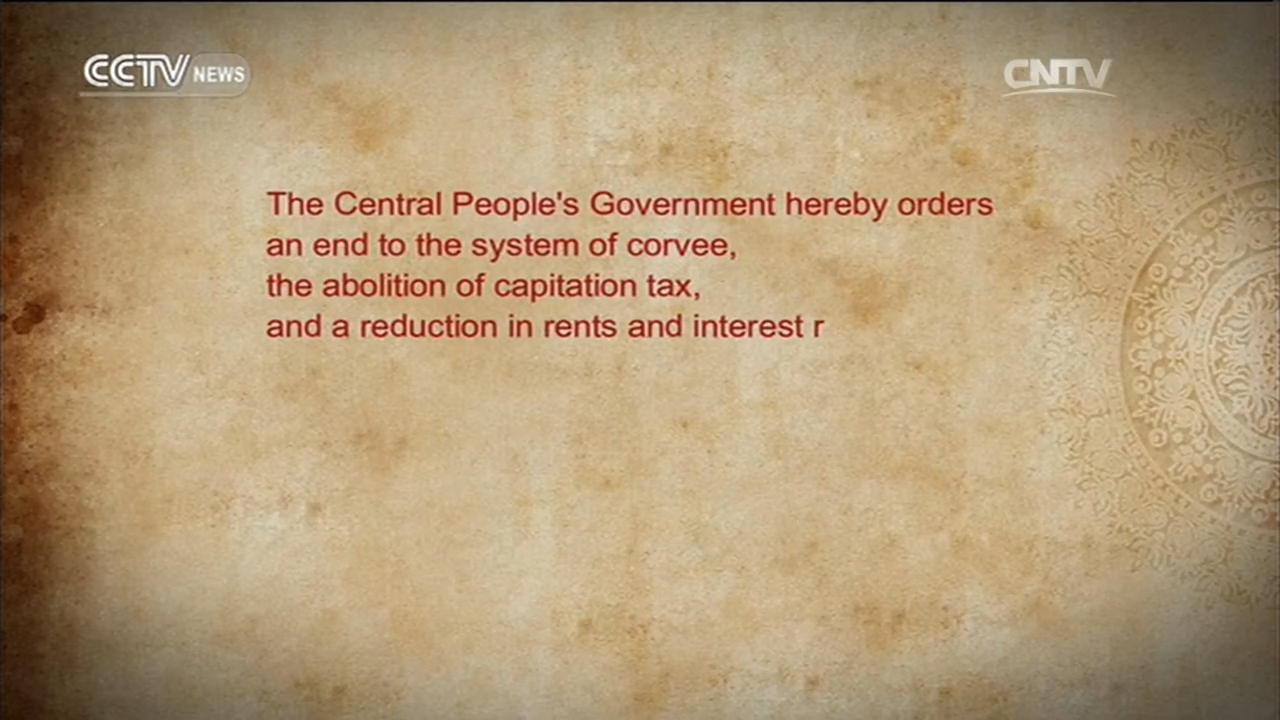 CCTV NEWS
CNTV
The Central People's Government hereby orders
an end to the system of corvee,
the abolition of capitation tax,
and a reduction in rents and interest r